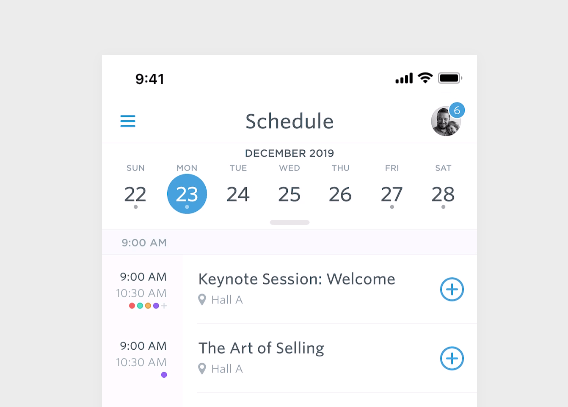 9:41
Schedule
6
DECEMBER 2019
SUN MON TUE WED THU FRI SAT
22 23 24 25 26 27 28
9:00 AM
9:00 AM
10:30 AM
+
Keynote Session: Welcome
Hall A
9:00 AM
10:30 AM
The Art of Selling
Hall A